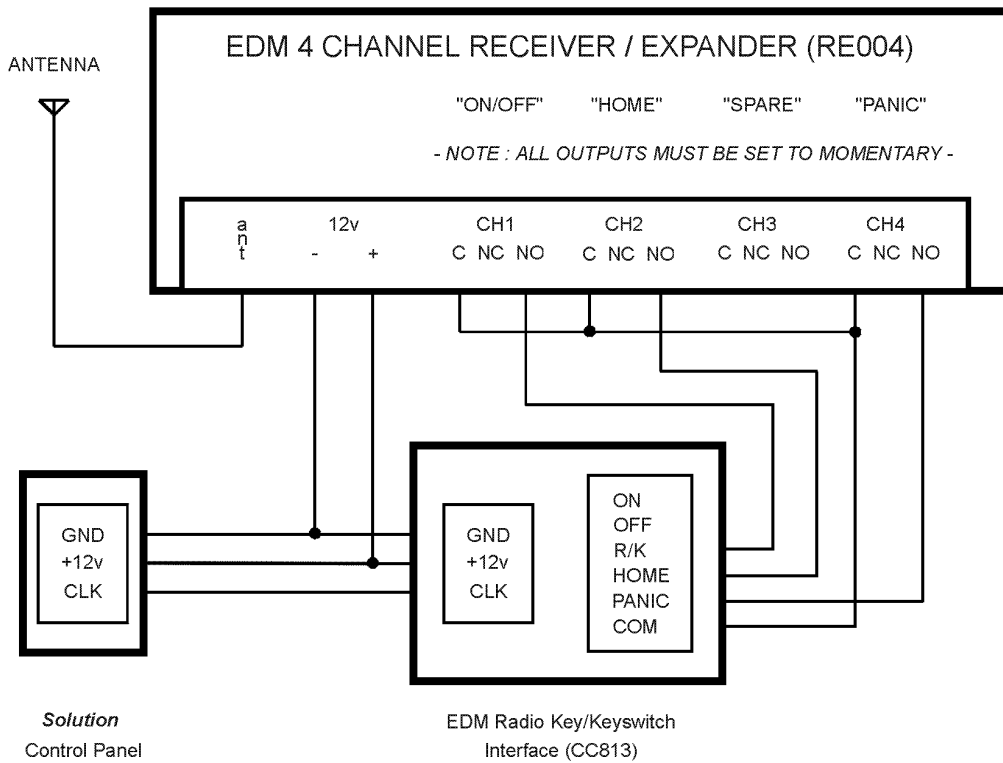 EDM 4 CHANNEL RECEIVER / EXPANDER (RE004)
ANTENNA
"ON/OFF" "HOME" "SPARE" "PANIC"
- NOTE : ALL OUTPUTS MUST BE SET TO MOMENTARY -
ant 12v CH1 CH2 CH3 CH4
- + C NC NO C NC NO C NC NO C NC NO
GND
+12v
CLK
GND
+12v
CLK
ON
OFF
R/K
HOME
PANIC
COM
Solution
Control Panel
EDM Radio Key/Keyswitch
Interface (CC813)